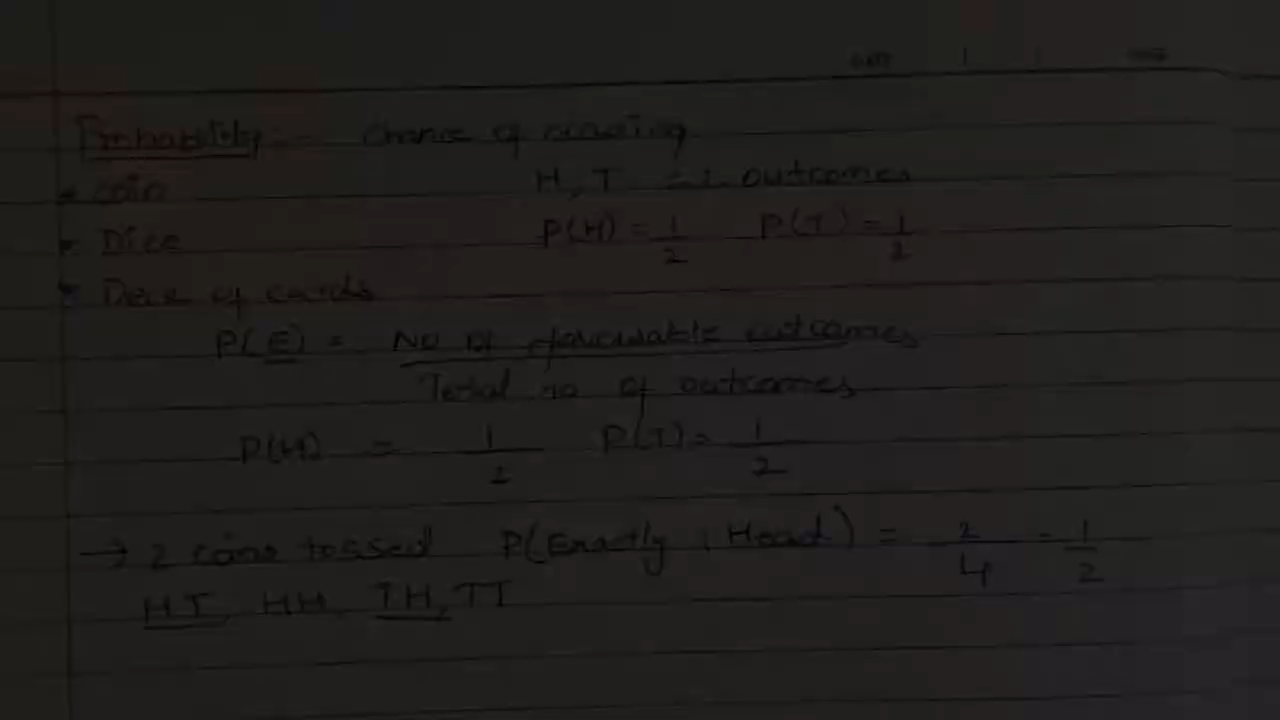 Probability :- Chance of occuring
• Coin H, T = 2 outcomes
• Dice P(H) = 1/2 P(T) = 1/2
• Deck of cards
P(E) = No of favourable outcomes
Total no of outcomes
P(H) = 1/2 P(T) = 1/2
→ 2 coins tossed P(Exactly 1 Head) = 2/4 = 1/2
HT, HH, TH, TT